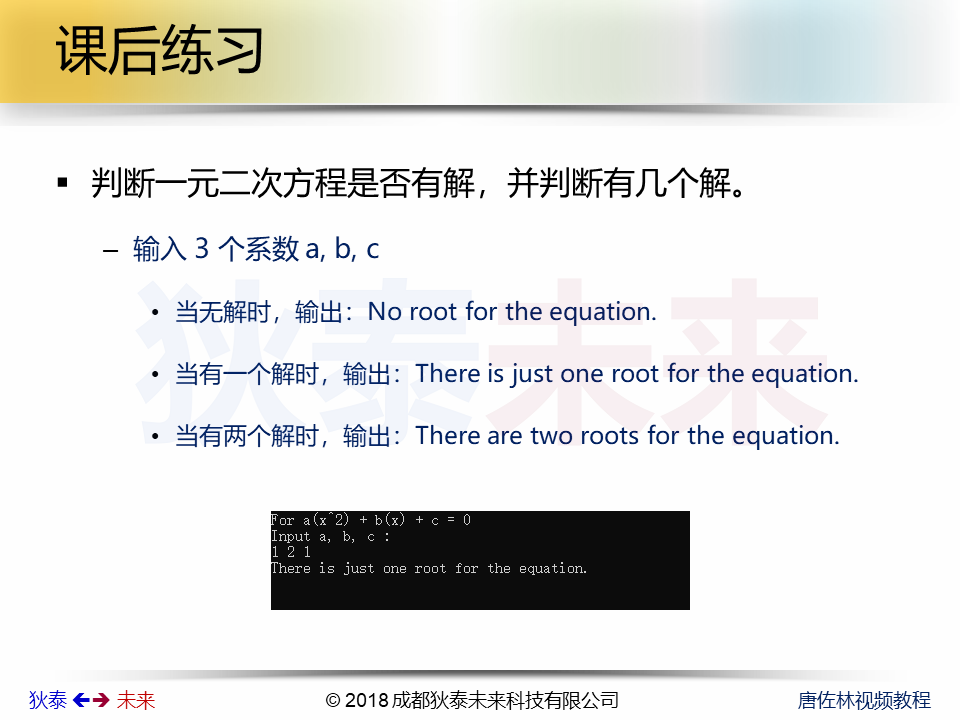 课后练习
▪ 判断一元二次方程是否有解，并判断有几个解。
– 输入 3 个系数 a, b, c
• 当无解时，输出：No root for the equation.
• 当有一个解时，输出：There is just one root for the equation.
• 当有两个解时，输出：There are two roots for the equation.
狄泰未来
For a(x^2) + b(x) + c = 0
Input a, b, c :
1 2 1
There is just one root for the equation.
狄泰 未来
© 2018 成都狄泰未来科技有限公司
唐佐林视频教程